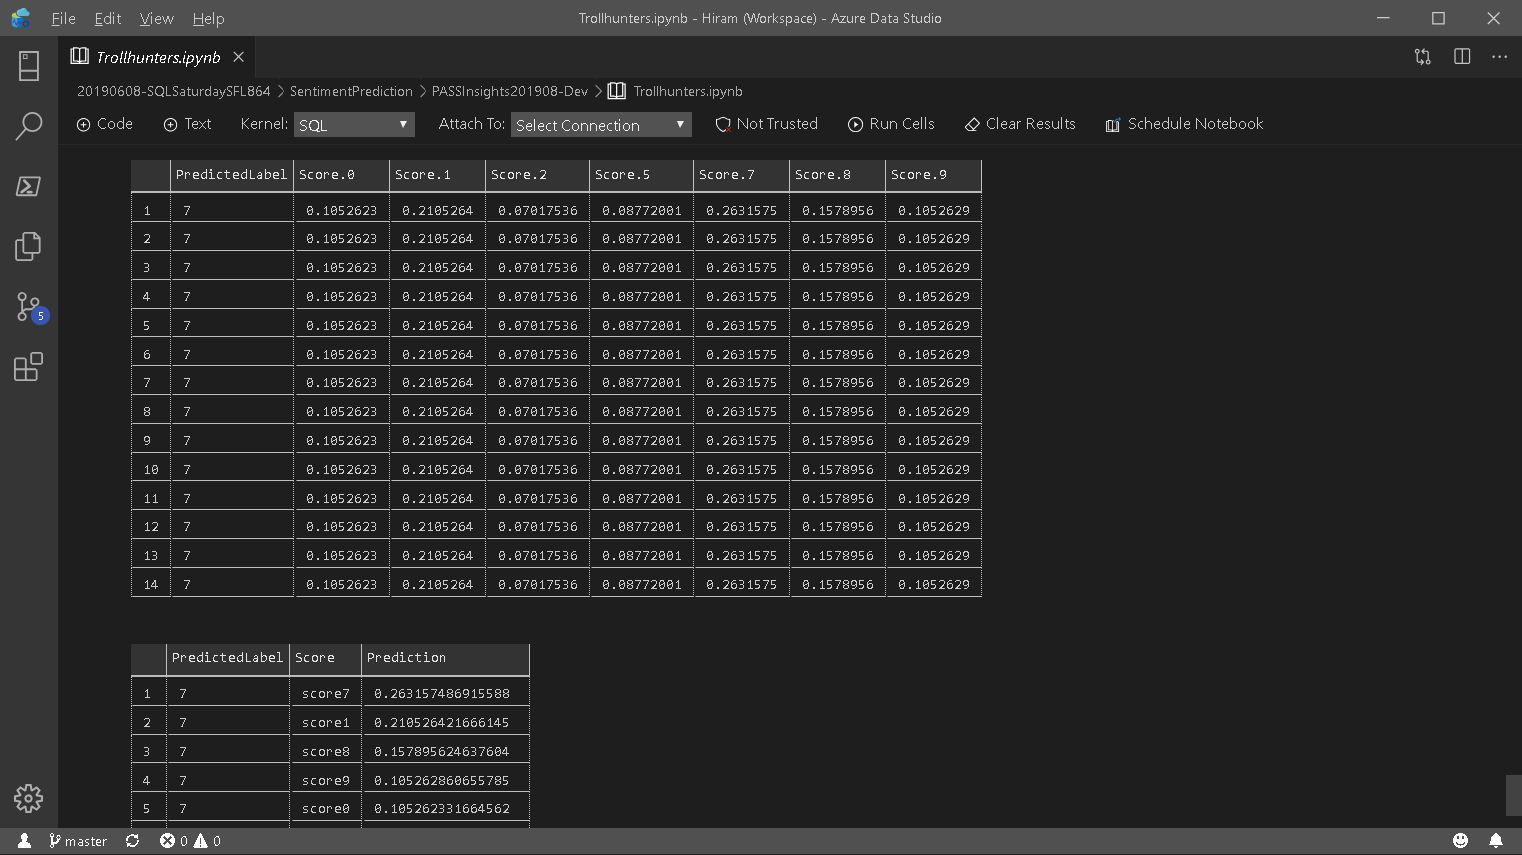 File Edit View Help Trollhunters.ipynb - Hiram (Workspace) - Azure Data Studio
Trollhunters.ipynb
20190608-SQLSaturdaySFL864 SentimentPrediction PASSInsights201908-Dev Trollhunters.ipynb
Code Text Kernel: SQL Attach To: Select Connection Not Trusted Run Cells Clear Results Schedule Notebook
PredictedLabel Score.0 Score.1 Score.2 Score.5 Score.7 Score.8 Score.9
1 7 0.1052623 0.2105264 0.07017536 0.08772001 0.2631575 0.1578956 0.1052629
2 7 0.1052623 0.2105264 0.07017536 0.08772001 0.2631575 0.1578956 0.1052629
3 7 0.1052623 0.2105264 0.07017536 0.08772001 0.2631575 0.1578956 0.1052629
4 7 0.1052623 0.2105264 0.07017536 0.08772001 0.2631575 0.1578956 0.1052629
5 7 0.1052623 0.2105264 0.07017536 0.08772001 0.2631575 0.1578956 0.1052629
5
6 7 0.1052623 0.2105264 0.07017536 0.08772001 0.2631575 0.1578956 0.1052629
7 7 0.1052623 0.2105264 0.07017536 0.08772001 0.2631575 0.1578956 0.1052629
8 7 0.1052623 0.2105264 0.07017536 0.08772001 0.2631575 0.1578956 0.1052629
9 7 0.1052623 0.2105264 0.07017536 0.08772001 0.2631575 0.1578956 0.1052629
10 7 0.1052623 0.2105264 0.07017536 0.08772001 0.2631575 0.1578956 0.1052629
11 7 0.1052623 0.2105264 0.07017536 0.08772001 0.2631575 0.1578956 0.1052629
12 7 0.1052623 0.2105264 0.07017536 0.08772001 0.2631575 0.1578956 0.1052629
13 7 0.1052623 0.2105264 0.07017536 0.08772001 0.2631575 0.1578956 0.1052629
14 7 0.1052623 0.2105264 0.07017536 0.08772001 0.2631575 0.1578956 0.1052629
PredictedLabel Score Prediction
1 7 score7 0.263157486915588
2 7 score1 0.210526421666145
3 7 score8 0.157895624637604
4 7 score9 0.105262860655785
5 7 score0 0.105262331664562
master 0 0